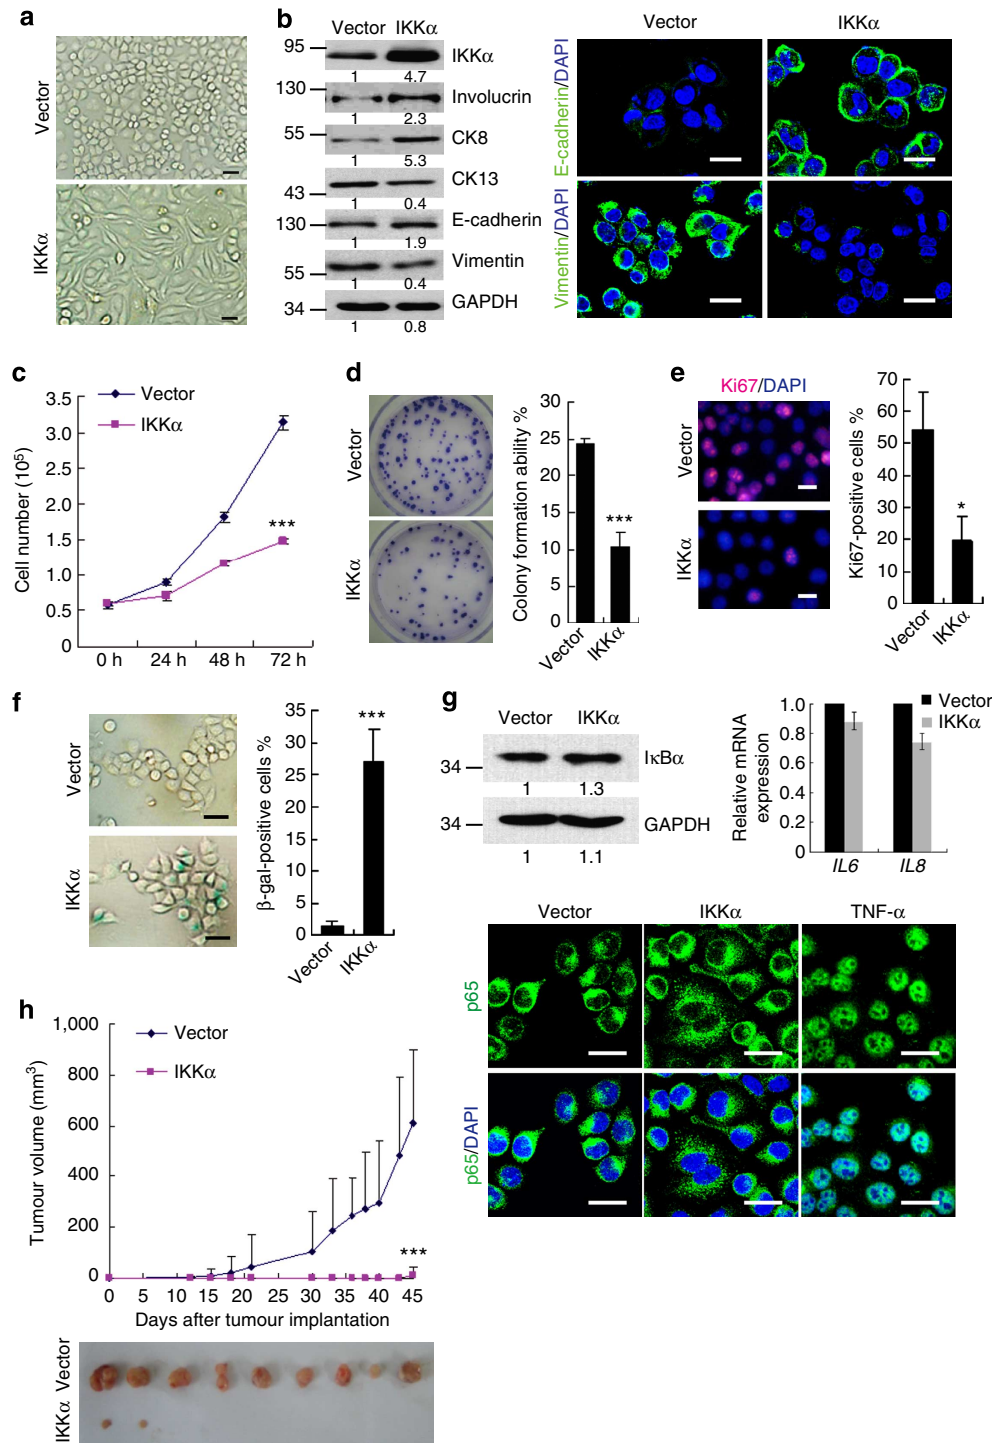 a
Vector
IKKα
b
Vector IKKα
95
IKKα
1 4.7
130
Involucrin
1 2.3
55
CK8
1 5.3
43
CK13
1 0.4
130
E-cadherin
1 1.9
55
Vimentin
1 0.4
34
GAPDH
1 0.8
Vector IKKα
E-cadherin/DAPI
Vimentin/DAPI
c
Vector
IKKα
Cell number (10⁵)
3.5
3.0
2.5
2.0
1.5
1.0
0.5
0
***
0 h 24 h 48 h 72 h
d
Vector
IKKα
Colony formation ability %
30
25
20
15
10
5
0
***
Vector
IKKα
e
Ki67/DAPI
Vector
IKKα
Ki67-positive cells %
70
60
50
40
30
20
10
0
*
Vector
IKKα
f
Vector
IKKα
β-gal-positive cells %
35
30
25
20
15
10
5
0
***
Vector
IKKα
g
Vector IKKα
34
IκBα
1 1.3
34
GAPDH
1 1.1
Relative mRNA
expression
1.0
0.8
0.6
0.4
0.2
0
Vector
IKKα
IL6 IL8
Vector IKKα TNF-α
p65
p65/DAPI
h
Vector
IKKα
Tumour volume (mm³)
1,000
800
600
400
200
0
***
0 5 10 15 20 25 30 35 40 45
Days after tumour implantation
Vector
IKKα